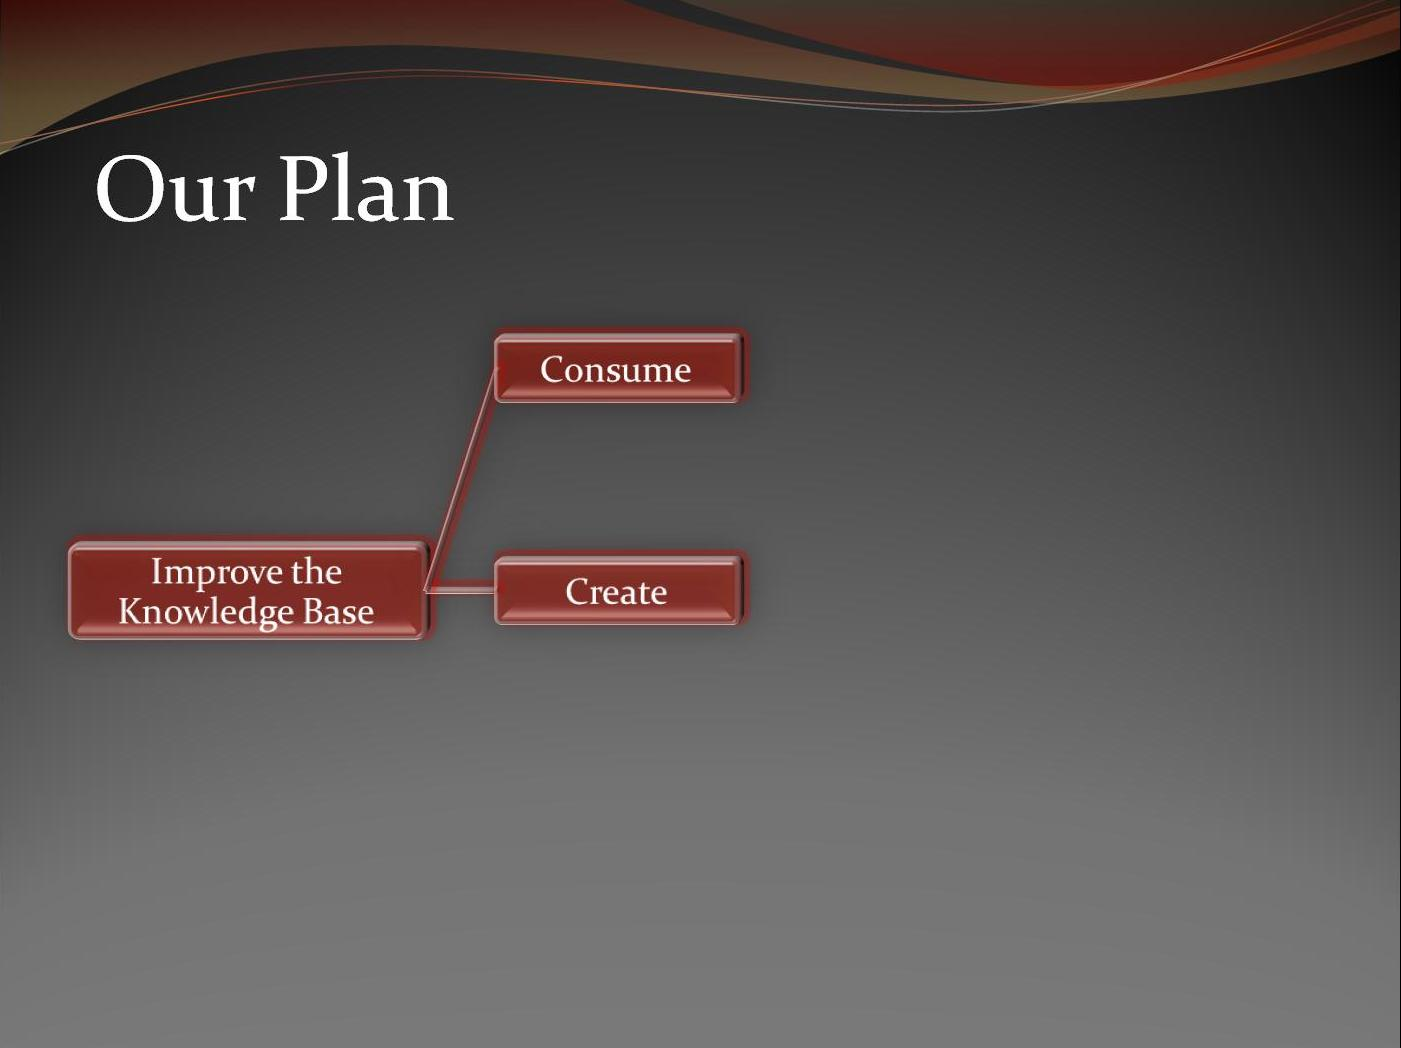 Our Plan
Consume
Improve the
Knowledge Base
Create